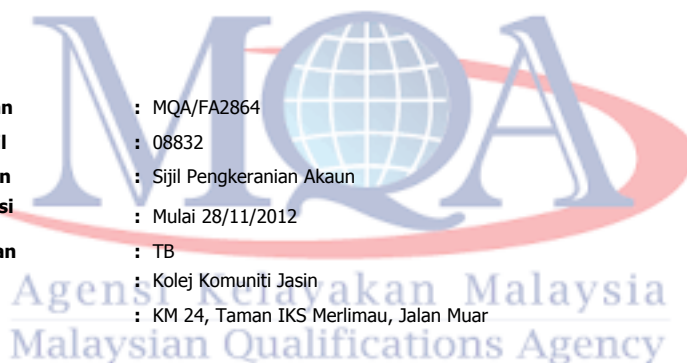 MQA
an : MQA/FA2864
l : 08832
n : Sijil Pengkeranian Akaun
si : Mulai 28/11/2012
an : TB
: Kolej Komuniti Jasin
: KM 24, Taman IKS Merlimau, Jalan Muar
Agensi Kelayakan Malaysia
Malaysian Qualifications Agency